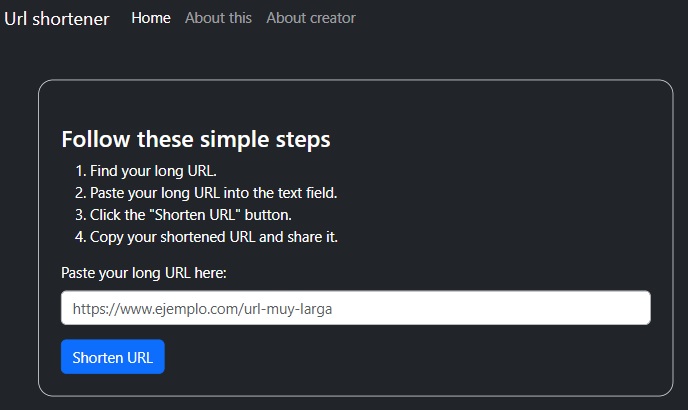 Url shortener Home About this About creator
Follow these simple steps
1. Find your long URL.
2. Paste your long URL into the text field.
3. Click the "Shorten URL" button.
4. Copy your shortened URL and share it.
Paste your long URL here:
https://www.ejemplo.com/url-muy-larga
Shorten URL